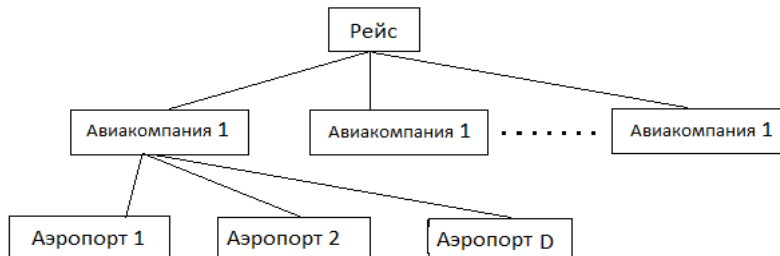 Рейс
Авиакомпания 1
Авиакомпания 1
Авиакомпания 1
Аэропорт 1
Аэропорт 2
Аэропорт D